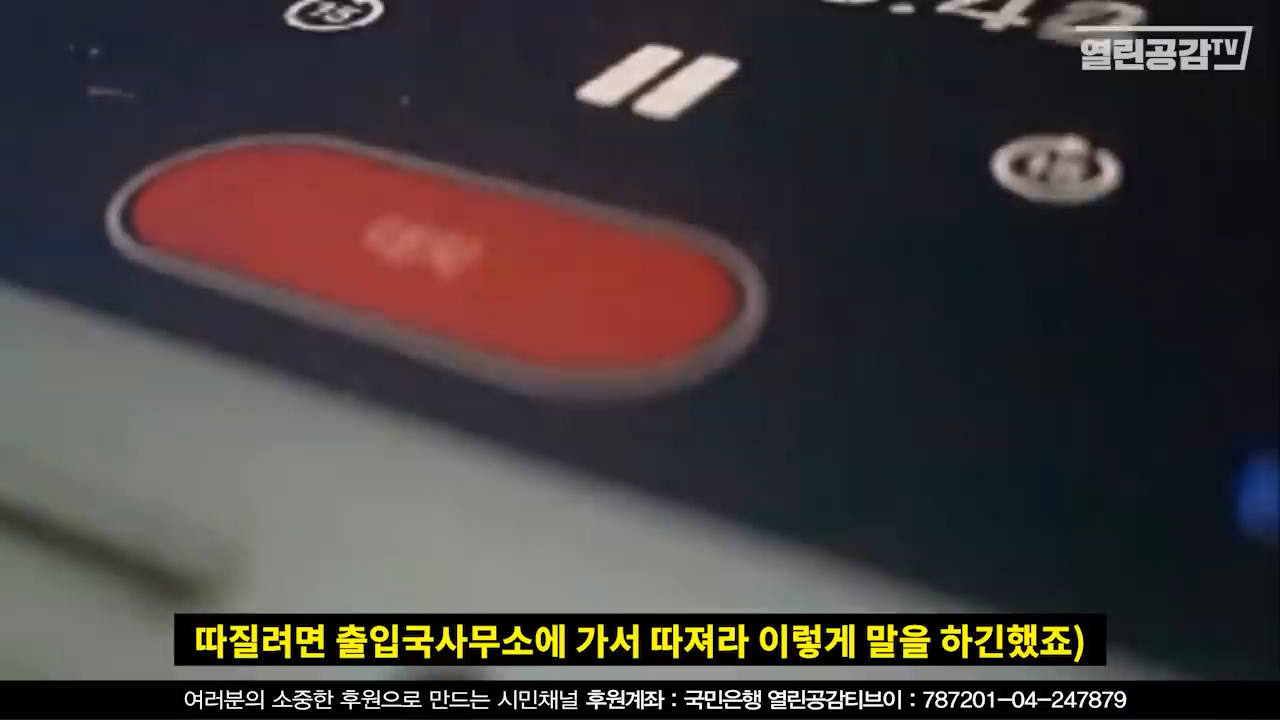 15
열린공감TV
15
따질려면 출입국사무소에 가서 따져라 이렇게 말을 하긴했죠)
여러분의 소중한 후원으로 만드는 시민채널 후원계좌 : 국민은행 열린공감티브이 : 787201-04-247879